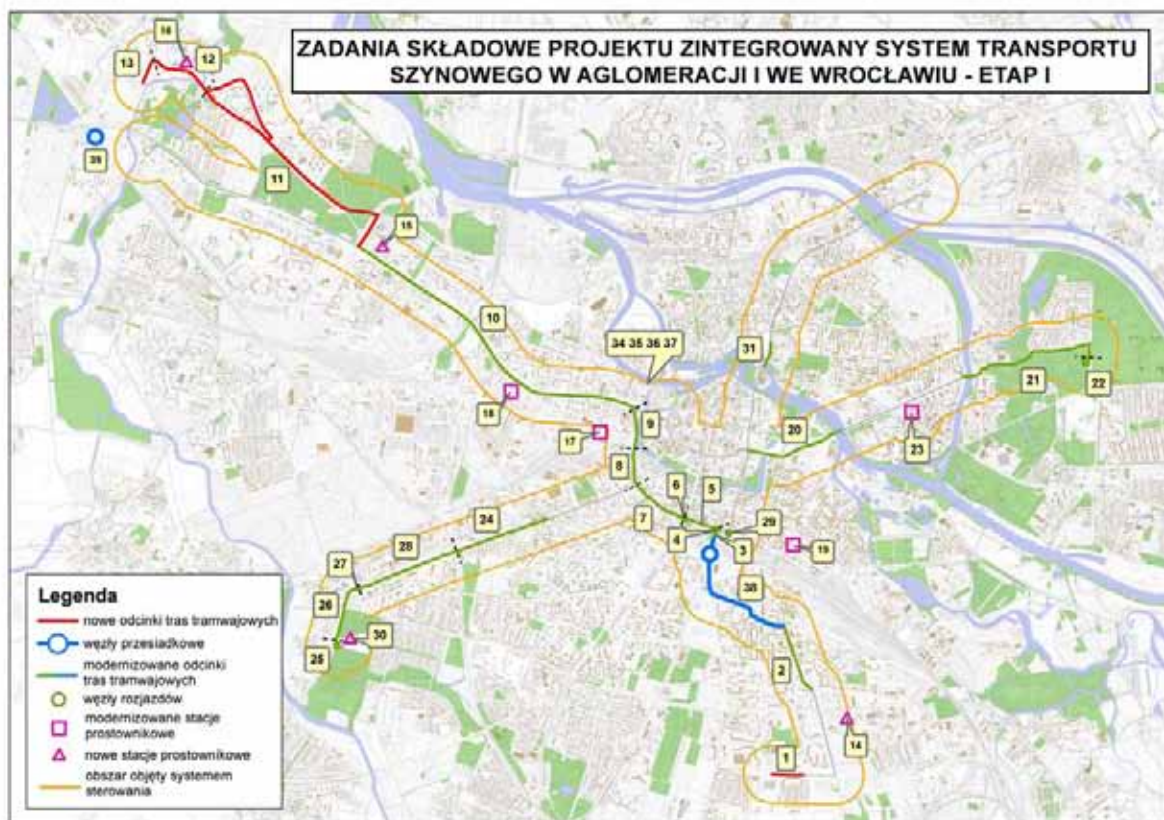 ZADANIA SKŁADOWE PROJEKTU ZINTEGROWANY SYSTEM TRANSPORTU
SZYNOWEGO W AGLOMERACJI I WE WROCŁAWIU - ETAP I
16
13
12
11
15
10
34 35 36 37
31
9
18
17
8
20
21
22
23
6
5
7
4
3
29
19
24
28
27
26
25
30
38
2
1
14
Legenda
nowe odcinki tras tramwajowych
węzły przesiadkowe
modernizowane odcinki
tras tramwajowych
węzły rozjazdów
modernizowane stacje
prostownikowe
nowe stacje prostownikowe
obszar objęty systemem
sterowania